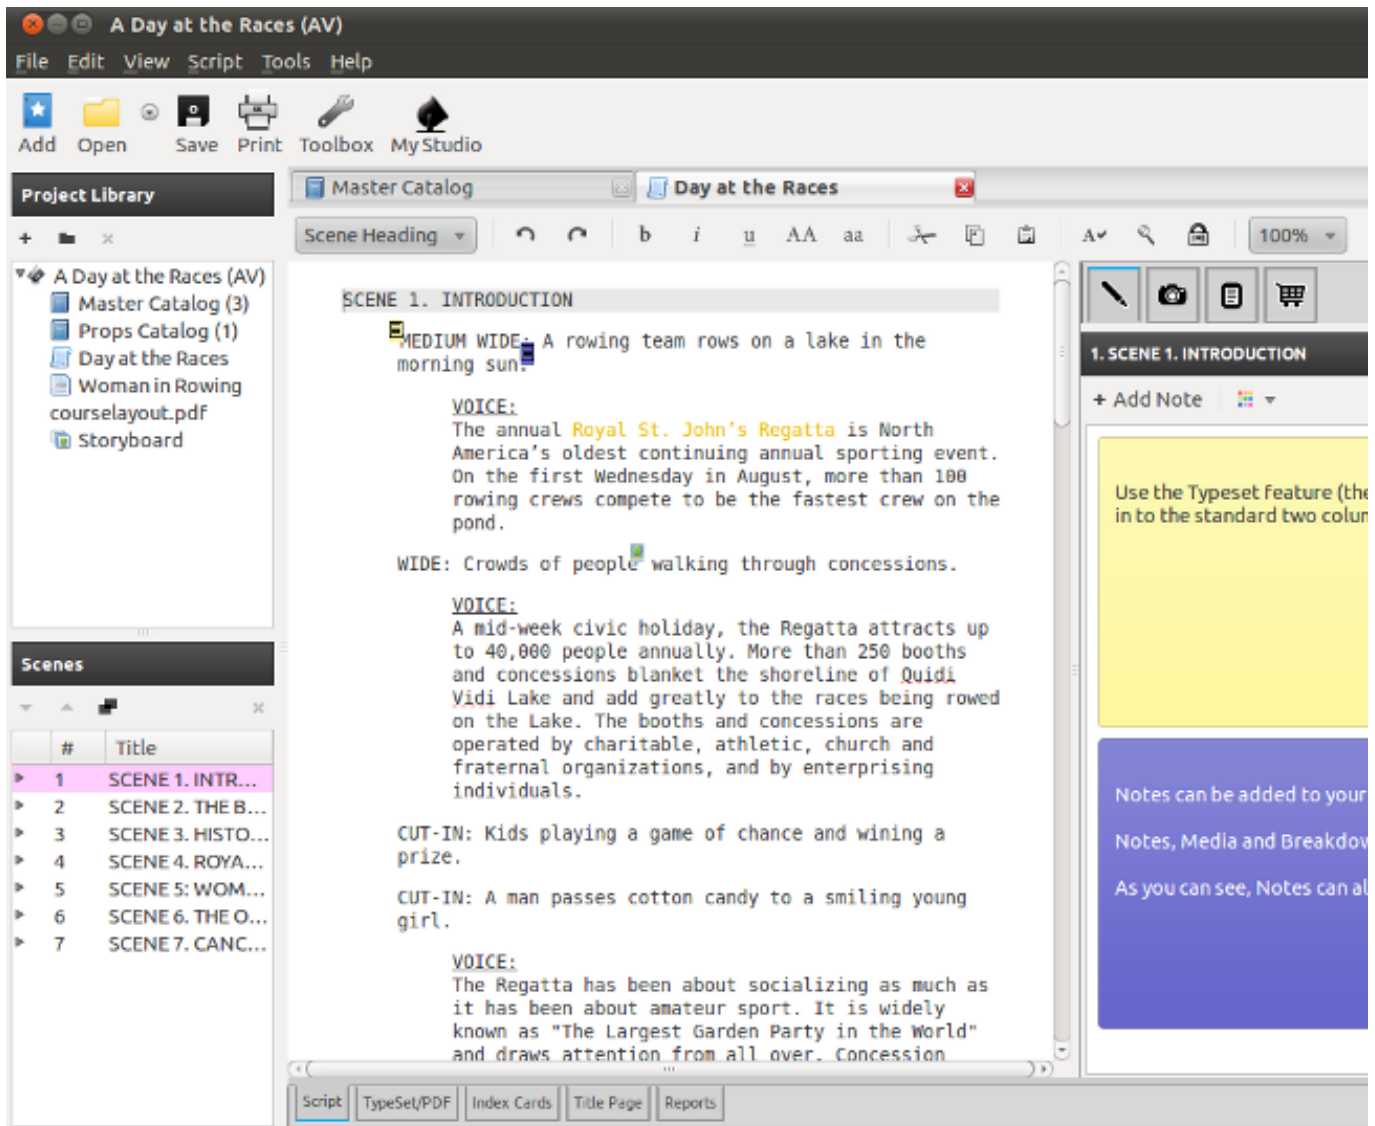 A Day at the Races (AV)
File Edit View Script Tools Help
Add Open Save Print Toolbox My Studio
Project Library
Master Catalog
Day at the Races
Scene Heading
b i u AA aa
100%
A Day at the Races (AV)
Master Catalog (3)
Props Catalog (1)
Day at the Races
Woman in Rowing
courselayout.pdf
Storyboard
Scenes
# Title
1 SCENE 1. INTR...
2 SCENE 2. THE B...
3 SCENE 3. HISTO...
4 SCENE 4. ROYA...
5 SCENE 5: WOM...
6 SCENE 6. THE O...
7 SCENE 7. CANC...
SCENE 1. INTRODUCTION
MEDIUM WIDE: A rowing team rows on a lake in the
morning sun.
VOICE:
The annual Royal St. John's Regatta is North
America's oldest continuing annual sporting event.
On the first Wednesday in August, more than 100
rowing crews compete to be the fastest crew on the
pond.
WIDE: Crowds of people walking through concessions.
VOICE:
A mid-week civic holiday, the Regatta attracts up
to 40,000 people annually. More than 250 booths
and concessions blanket the shoreline of Quidi
Vidi Lake and add greatly to the races being rowed
on the Lake. The booths and concessions are
operated by charitable, athletic, church and
fraternal organizations, and by enterprising
individuals.
CUT-IN: Kids playing a game of chance and wining a
prize.
CUT-IN: A man passes cotton candy to a smiling young
girl.
VOICE:
The Regatta has been about socializing as much as
it has been about amateur sport. It is widely
known as "The Largest Garden Party in the World"
and draws attention from all over. Concession
Script TypeSet/PDF Index Cards Title Page Reports
1. SCENE 1. INTRODUCTION
+ Add Note
Use the Typeset feature (the
in to the standard two colum
Notes can be added to your
Notes, Media and Breakdow
As you can see, Notes can al